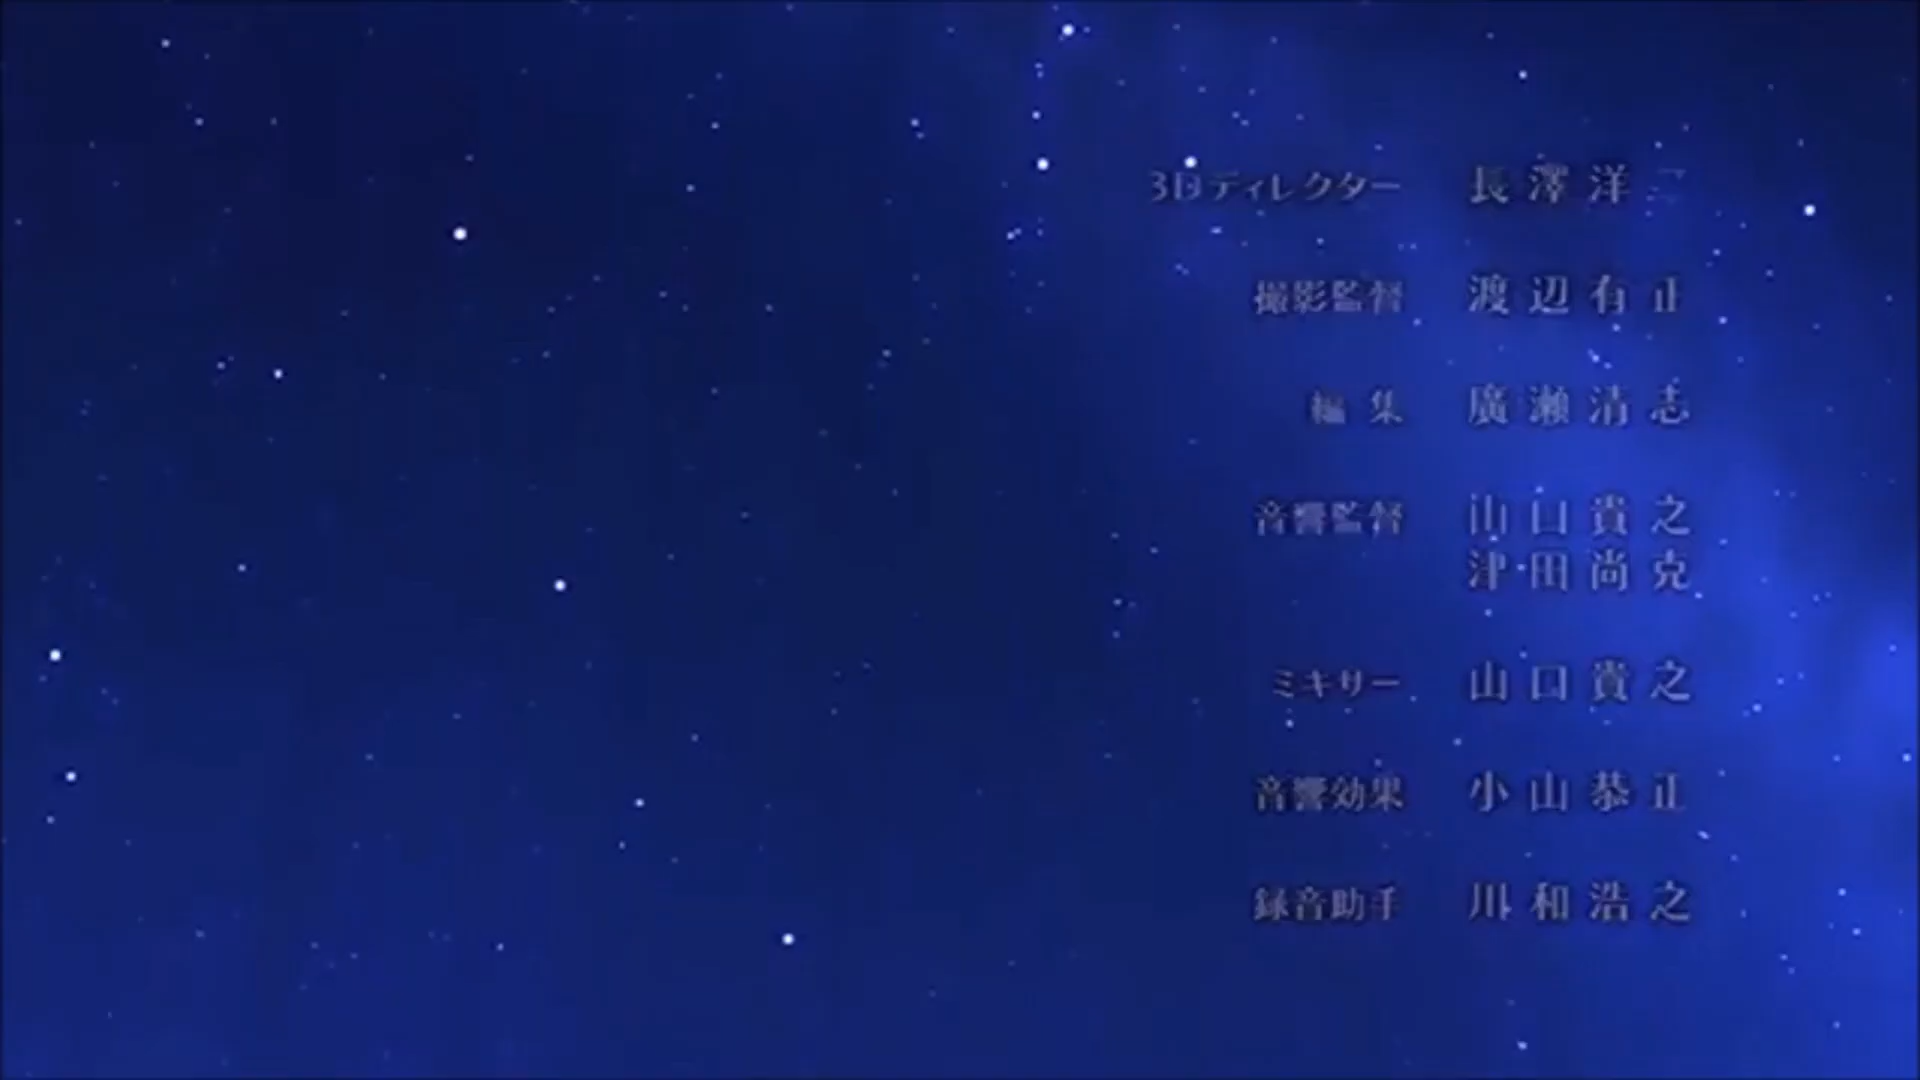 3Dディレクター 長澤洋二
撮影監督 渡辺有正
編集 廣瀬清志
音響監督 山口貴之
津田尚克
ミキサー 山口貴之
音響効果 小山恭正
録音助手 川和浩之